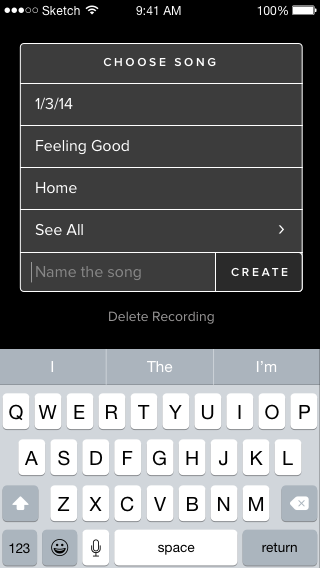 Sketch 9:41 AM 100%
CHOOSE SONG
1/3/14
Feeling Good
Home
See All
Name the song CREATE
Delete Recording
I The I'm
Q W E R T Y U I O P
A S D F G H J K L
Z X C V B N M
123 space return